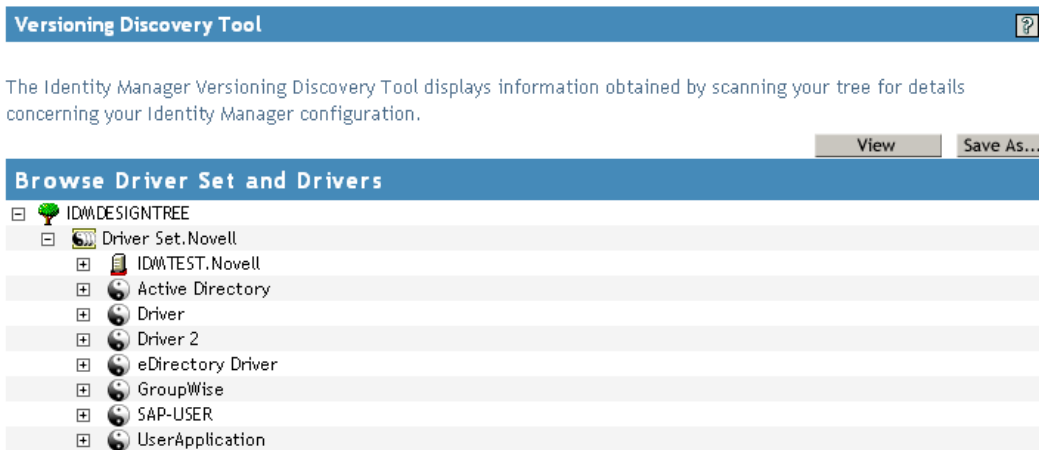 Versioning Discovery Tool
?
The Identity Manager Versioning Discovery Tool displays information obtained by scanning your tree for details
concerning your Identity Manager configuration.
View Save As...
Browse Driver Set and Drivers
IDMDESIGNTREE
Driver Set.Novell
IDMTEST.Novell
Active Directory
Driver
Driver 2
eDirectory Driver
GroupWise
SAP-USER
UserApplication